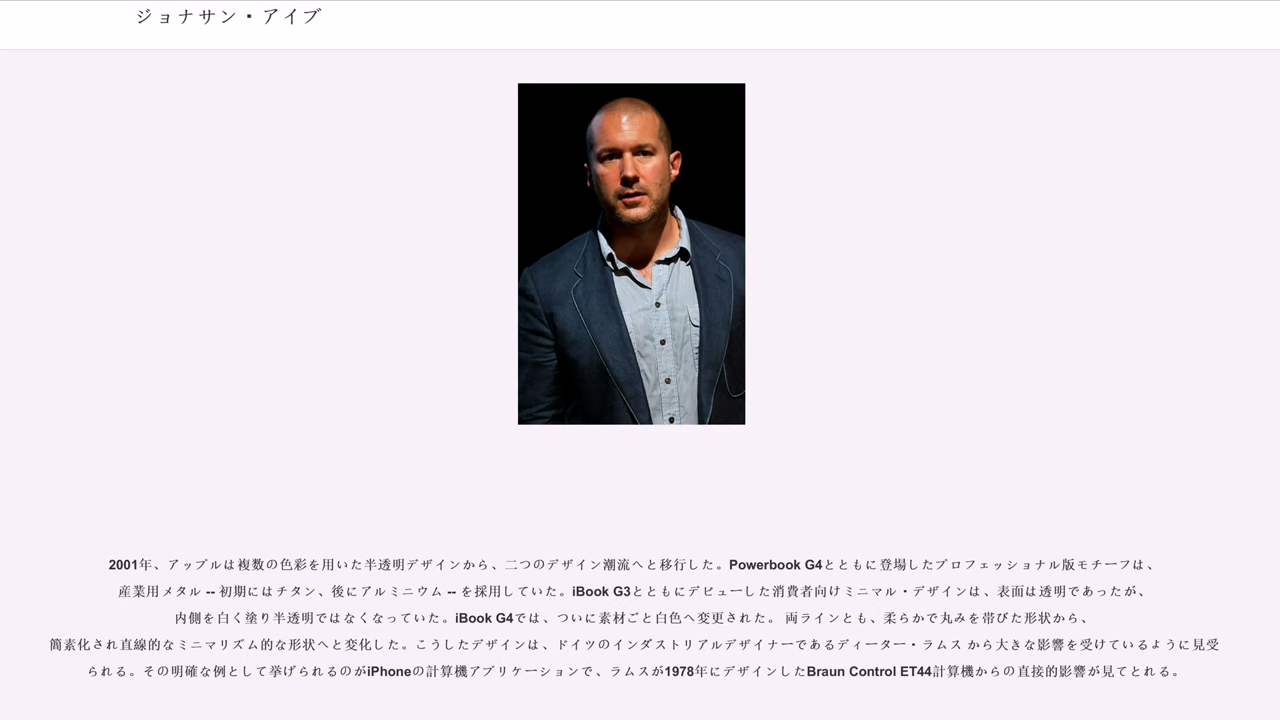 ジョナサン・アイブ
2001年、アップルは複数の色彩を用いた半透明デザインから、二つのデザイン潮流へと移行した。Powerbook G4とともに登場したプロフェッショナル版モチーフは、
産業用メタル -- 初期にはチタン、後にアルミニウム -- を採用していた。iBook G3とともにデビューした消費者向けミニマル・デザインは、表面は透明であったが、
内側を白く塗り半透明ではなくなっていた。iBook G4では、ついに素材ごと白色へ変更された。 両ラインとも、柔らかで丸みを帯びた形状から、
簡素化され直線的なミニマリズム的な形状へと変化した。こうしたデザインは、ドイツのインダストリアルデザイナーであるディーター・ラムス から大きな影響を受けているように見受
られる。その明確な例として挙げられるのがiPhoneの計算機アプリケーションで、ラムスが1978年にデザインしたBraun Control ET44計算機からの直接的影響が見てとれる。